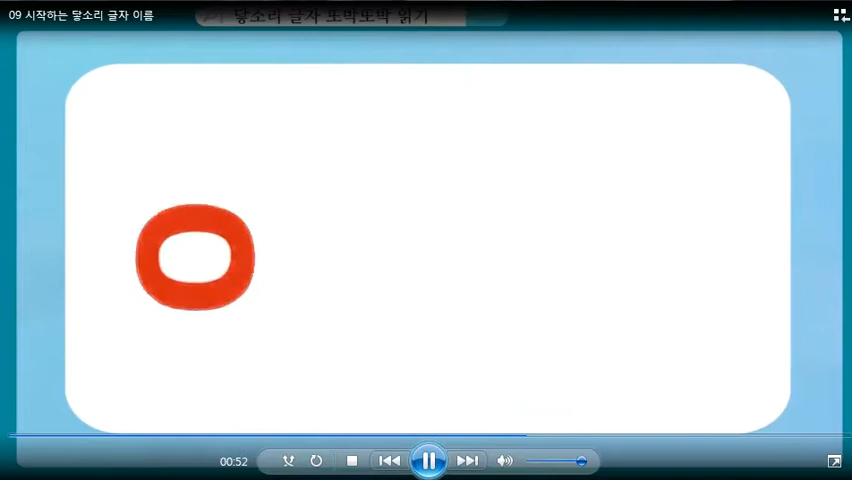 09 시작하는 닿소리 글자 이름
닿소리 글자 또박또박 읽기
ㅇ
00:52